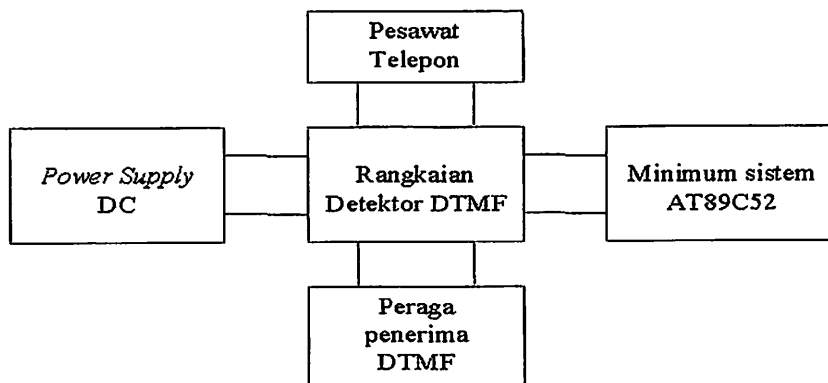 Pesawat
Telepon
Power Supply
DC
Rangkaian
Detektor DTMF
Minimum sistem
AT89C52
Peraga
penerima
DTMF